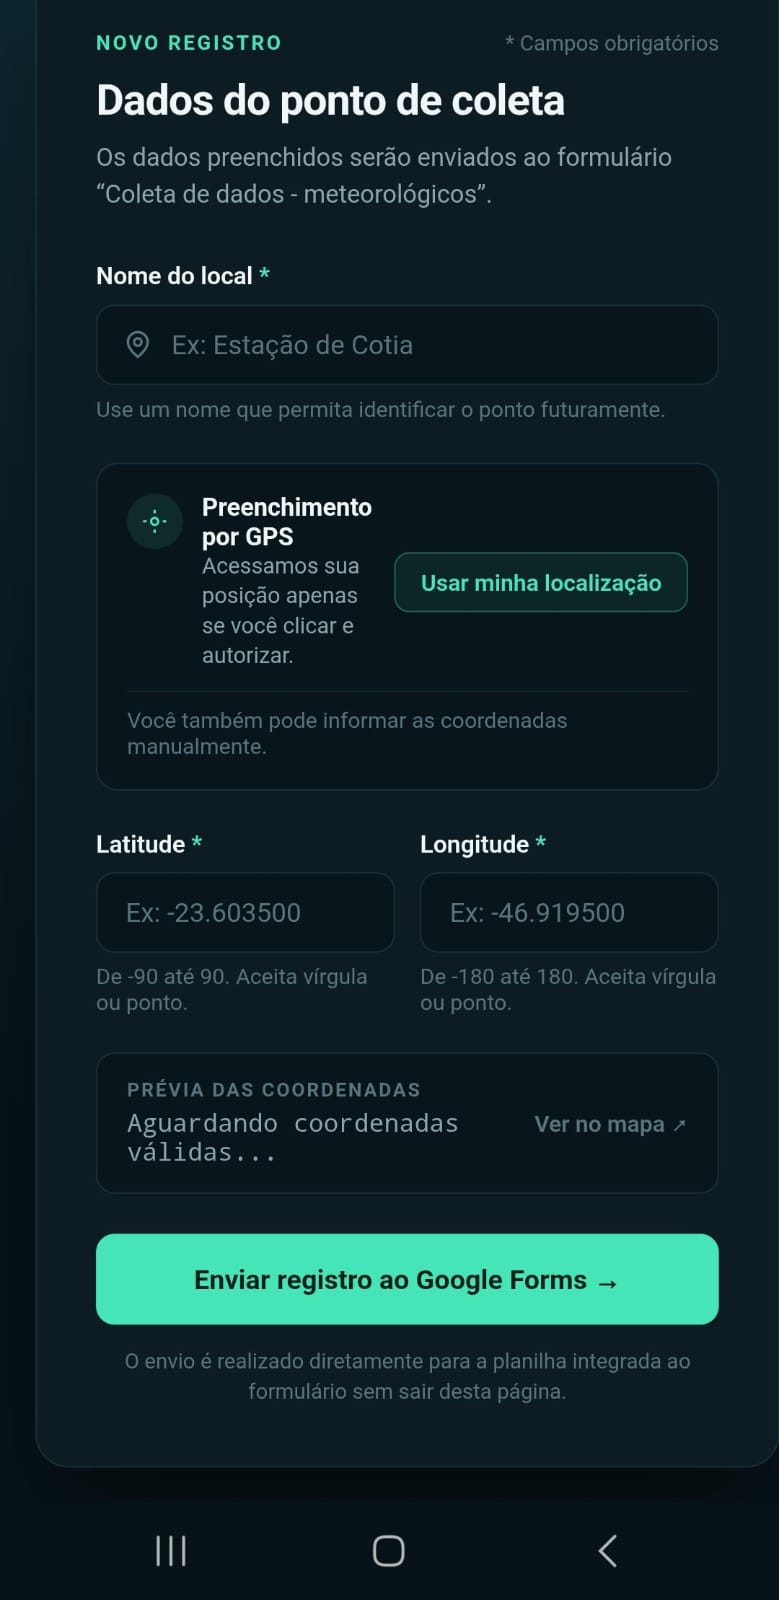 NOVO REGISTRO
* Campos obrigatórios
Dados do ponto de coleta
Os dados preenchidos serão enviados ao formulário
“Coleta de dados - meteorológicos”.
Nome do local *
Ex: Estação de Cotia
Use um nome que permita identificar o ponto futuramente.
Preenchimento
por GPS
Acessamos sua
posição apenas
se você clicar e
autorizar.
Usar minha localização
Você também pode informar as coordenadas
manualmente.
Latitude *
Ex: -23.603500
De -90 até 90. Aceita vírgula
ou ponto.
Longitude *
Ex: -46.919500
De -180 até 180. Aceita vírgula
ou ponto.
PRÉVIA DAS COORDENADAS
Aguardando coordenadas
válidas...
Ver no mapa ↗
Enviar registro ao Google Forms →
O envio é realizado diretamente para a planilha integrada ao
formulário sem sair desta página.